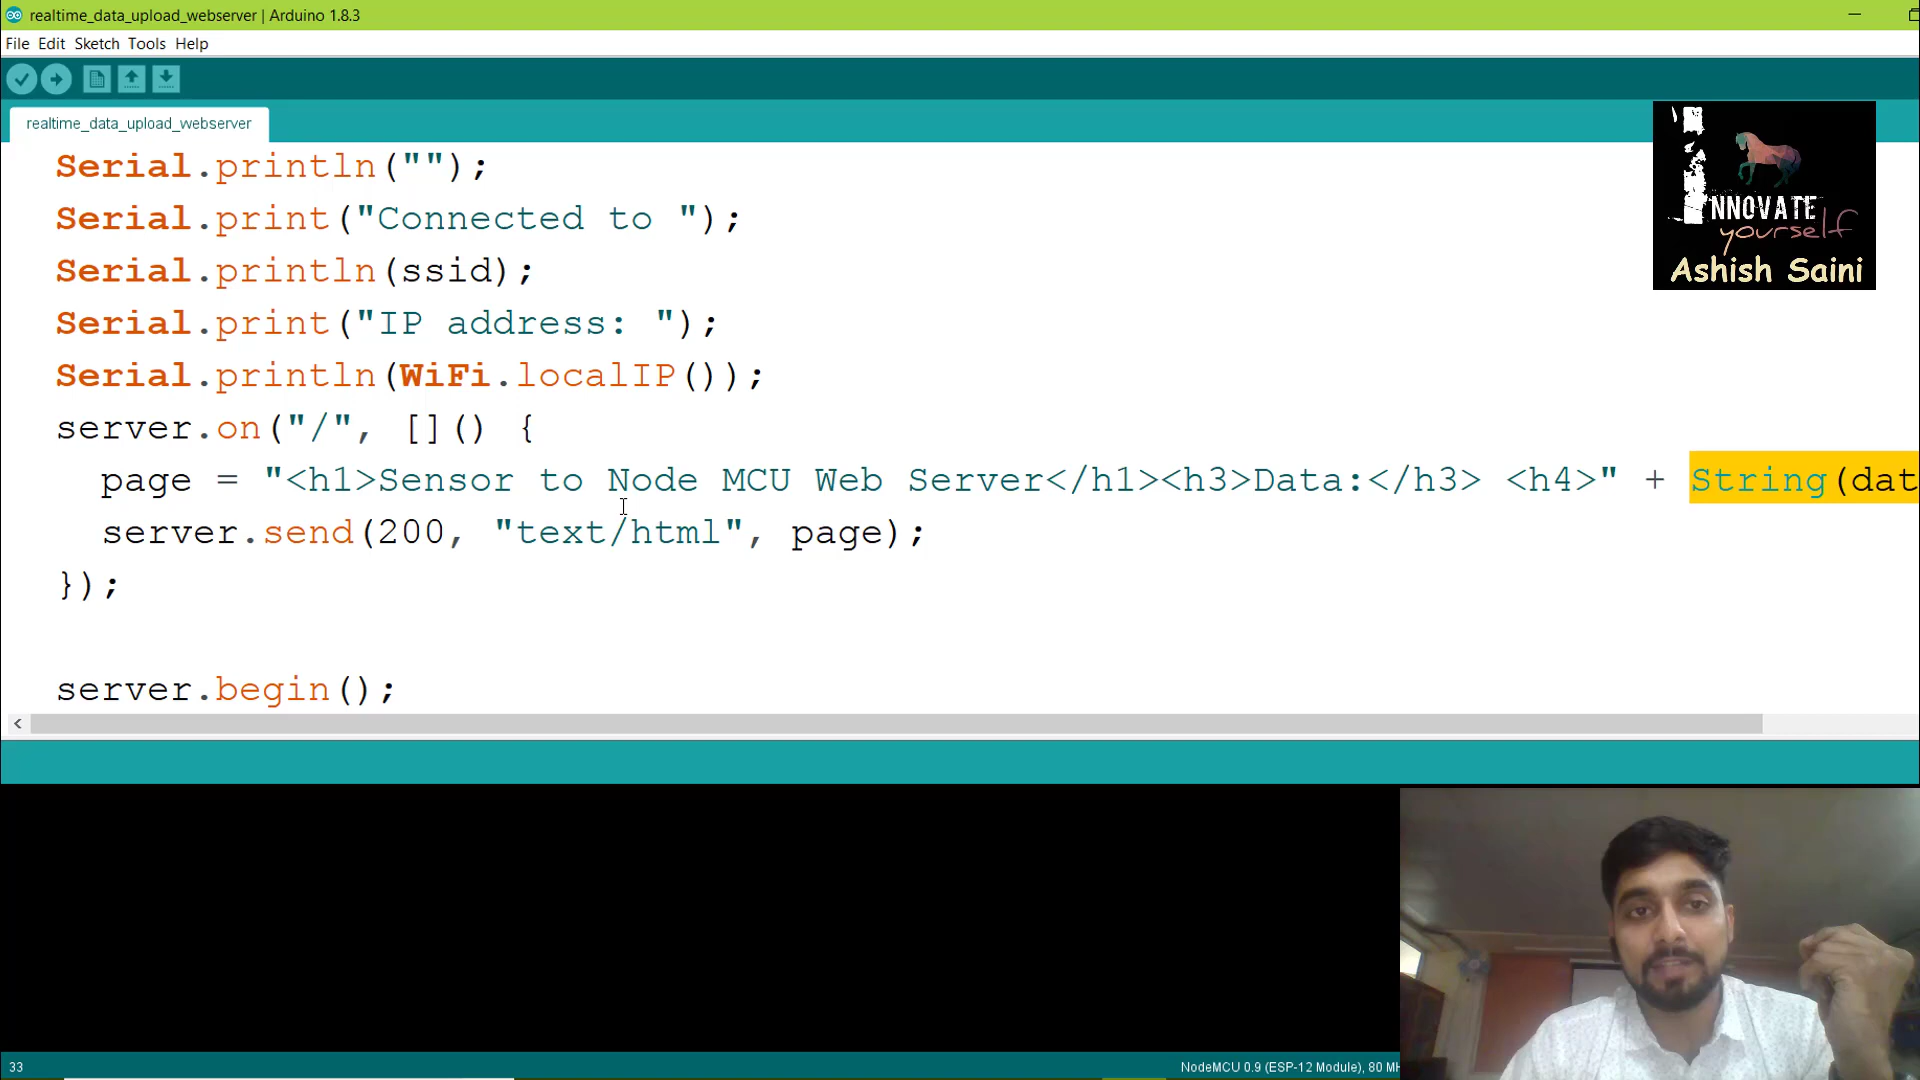 realtime_data_upload_webserver | Arduino 1.8.3
File Edit Sketch Tools Help
realtime_data_upload_webserver
Serial.println("");
Serial.print("Connected to ");
Serial.println(ssid);
Serial.print("IP address: ");
Serial.println(WiFi.localIP());
server.on("/", []() {
page = "<h1>Sensor to Node MCU Web Server</h1><h3>Data:</h3> <h4>" + String(dat
server.send(200, "text/html", page);
});
server.begin();
INNOVATE
yourself
Ashish Saini
33
NodeMCU 0.9 (ESP-12 Module), 80 MH